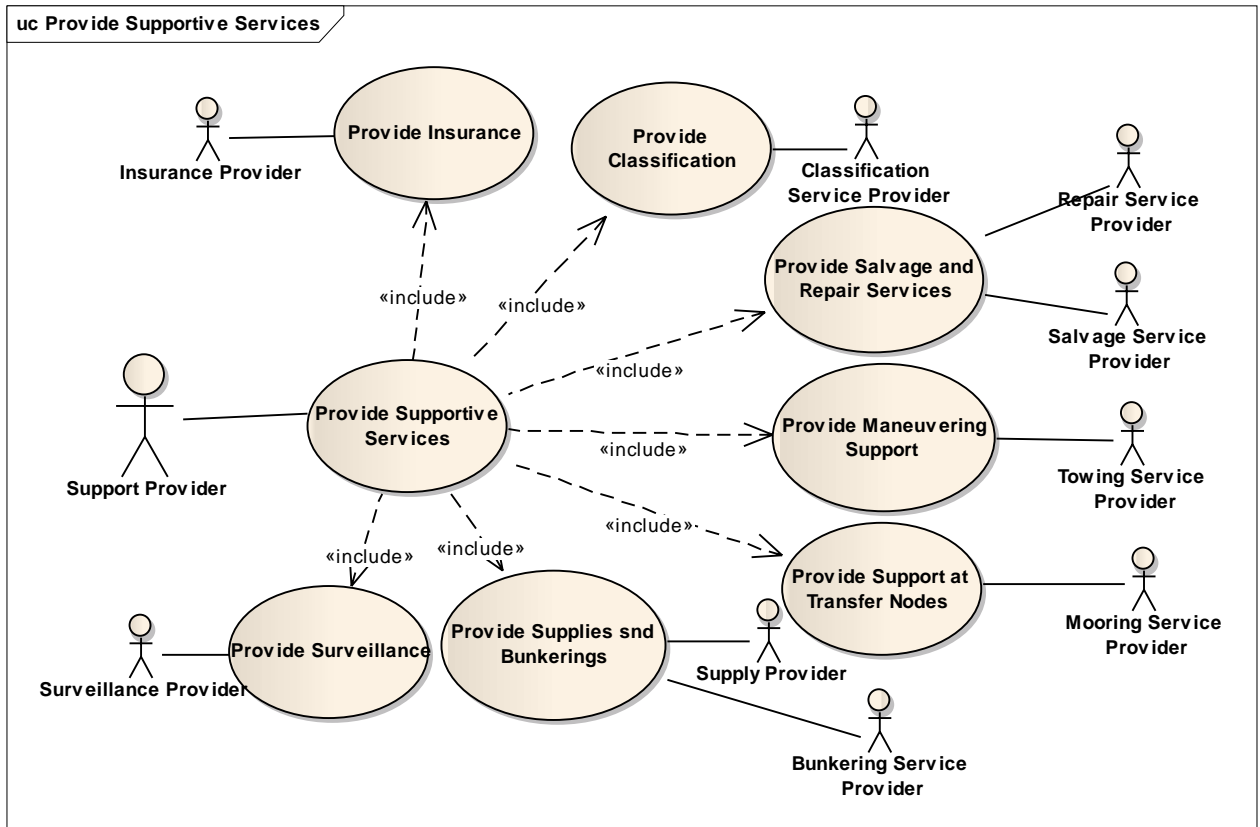 uc Provide Supportive Services
Provide Insurance
Insurance Provider
Provide
Classification
Classification
Service Provider
Repair Service
Provider
Provide Salvage and
Repair Services
Salvage Service
Provider
«include»
«include»
«include»
Provide Supportive
Services
Support Provider
Provide Maneuvering
Support
«include»
Towing Service
Provider
«include»
«include»
«include»
Provide Support at
Transfer Nodes
Mooring Service
Provider
Provide Surveillance
Surveillance Provider
Provide Supplies snd
Bunkerings
Supply Provider
Bunkering Service
Provider